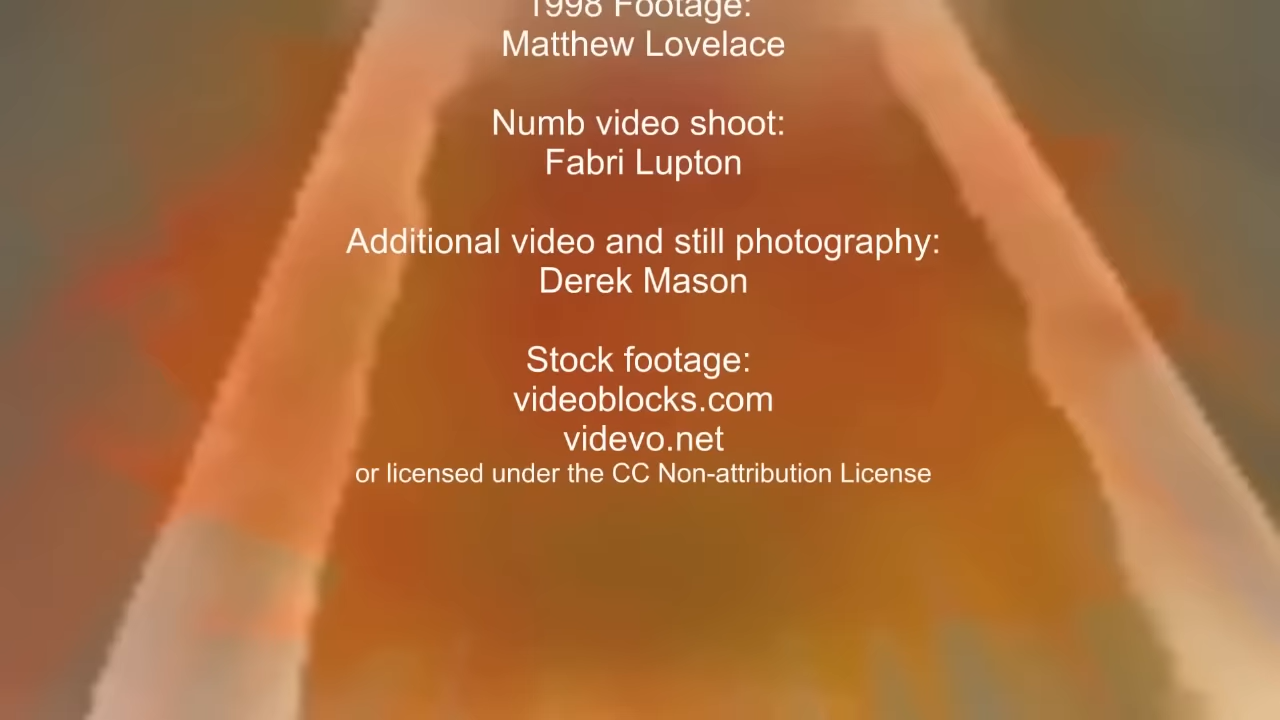 1998 Footage:
Matthew Lovelace
Numb video shoot:
Fabri Lupton
Additional video and still photography:
Derek Mason
Stock footage:
videoblocks.com
videvo.net
or licensed under the CC Non-attribution License